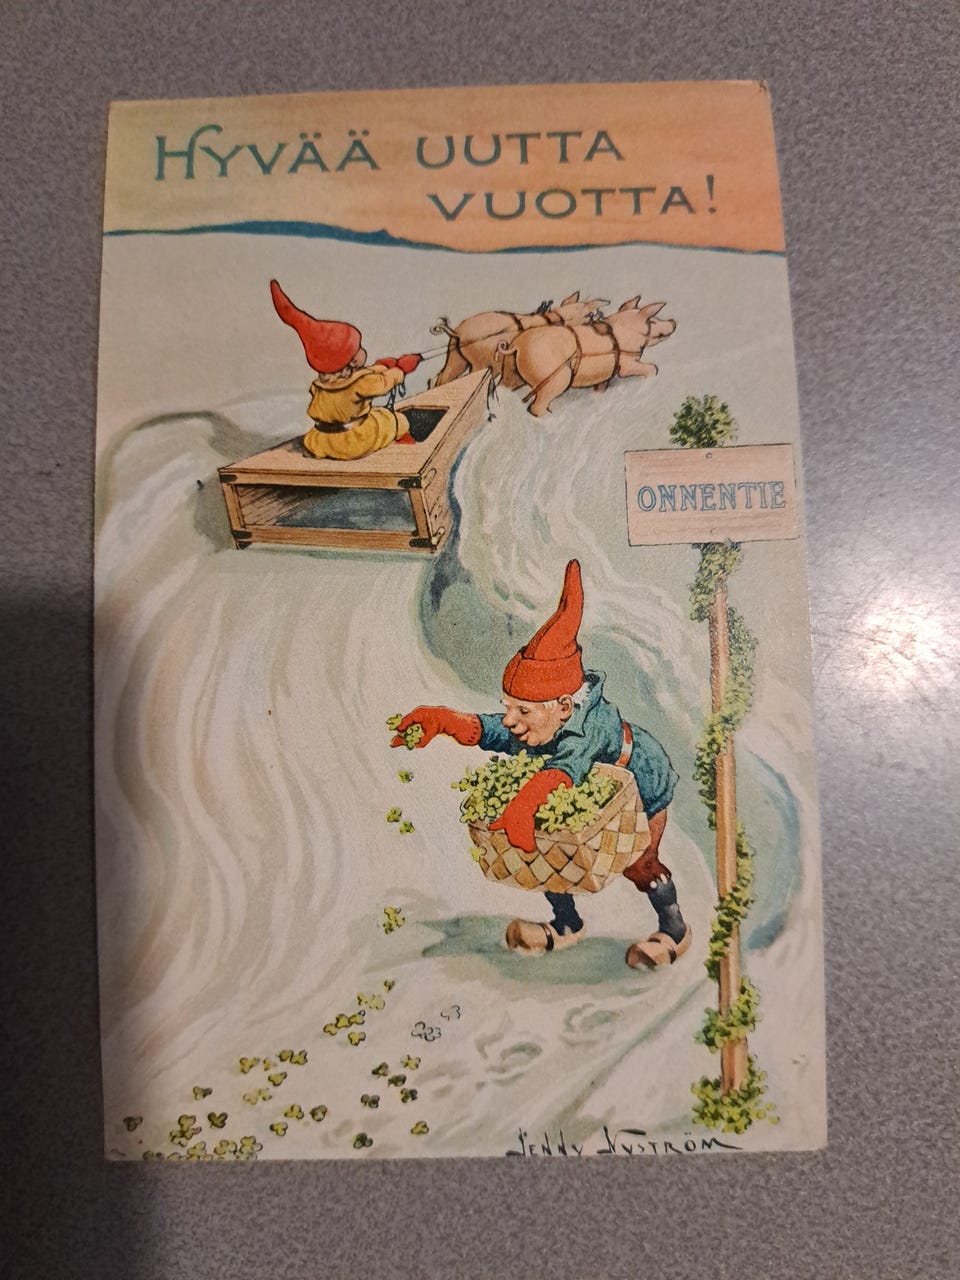 HYVÄÄ UUTTA
VUOTTA!
ONNENTIE
JENNY NYSTRÖM